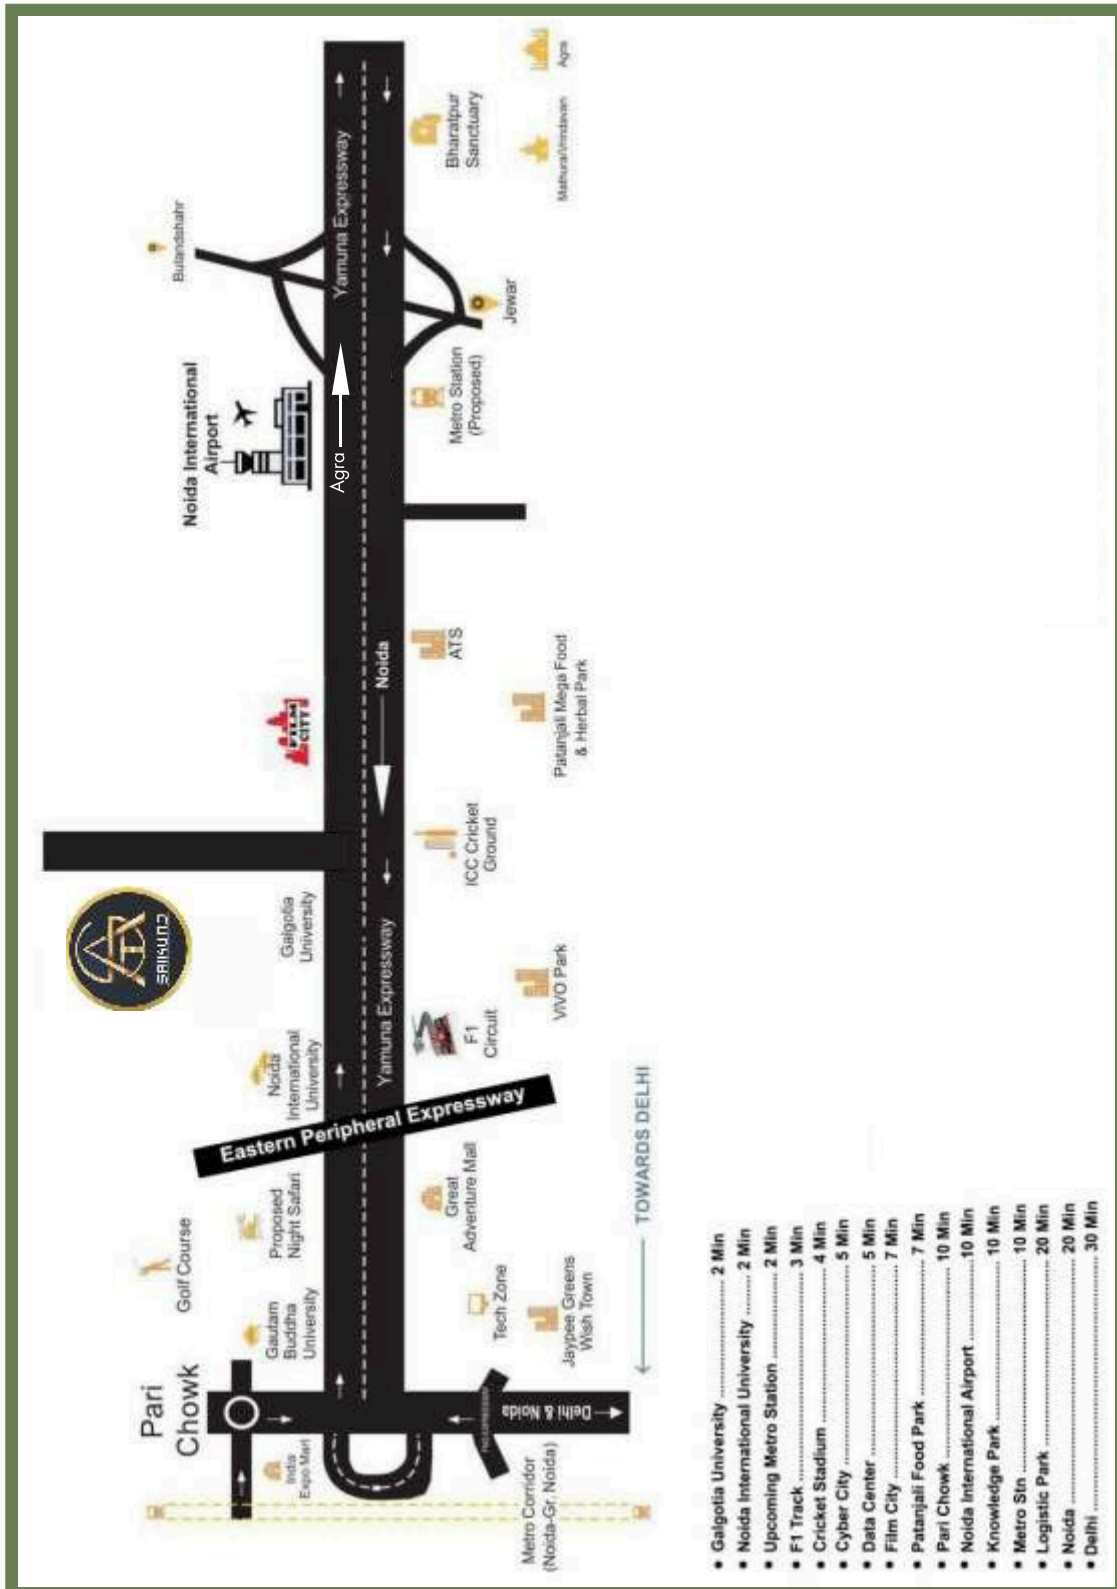 Pari
Chowk
Golf Course
Gautam
Buddha
University
Proposed
Night Safari
Noida
International
University
SAIKUND
Galgotia
University
FILM
CITY
Noida International
Airport
Bulandshahr
India
Expo Mart
Eastern Peripheral Expressway
Yamuna Expressway
Noida
Agra
Yamuna Expressway
Delhi & Noida
Metro Corridor
(Noida-Gr. Noida)
Tech Zone
Jaypee Greens
Wish Town
Great
Adventure Mall
F1
Circuit
VIVO Park
ICC Cricket
Ground
Patanjali Mega Food
& Herbal Park
ATS
Metro Station
(Proposed)
Jewar
Bharatpur
Sanctuary
Mathura/Vrindavan
Agra
TOWARDS DELHI
• Galgotia University ........................ 2 Min
• Noida International University ......... 2 Min
• Upcoming Metro Station ................. 2 Min
• F1 Track ........................................ 3 Min
• Cricket Stadium ............................. 4 Min
• Cyber City ..................................... 5 Min
• Data Center ................................... 5 Min
• Film City ........................................ 7 Min
• Patanjali Food Park ........................ 7 Min
• Pari Chowk .................................... 10 Min
• Noida International Airport ............10 Min
• Knowledge Park ............................. 10 Min
• Metro Stn ...................................... 10 Min
• Logistic Park .................................. 20 Min
• Noida ............................................ 20 Min
• Delhi ............................................. 30 Min